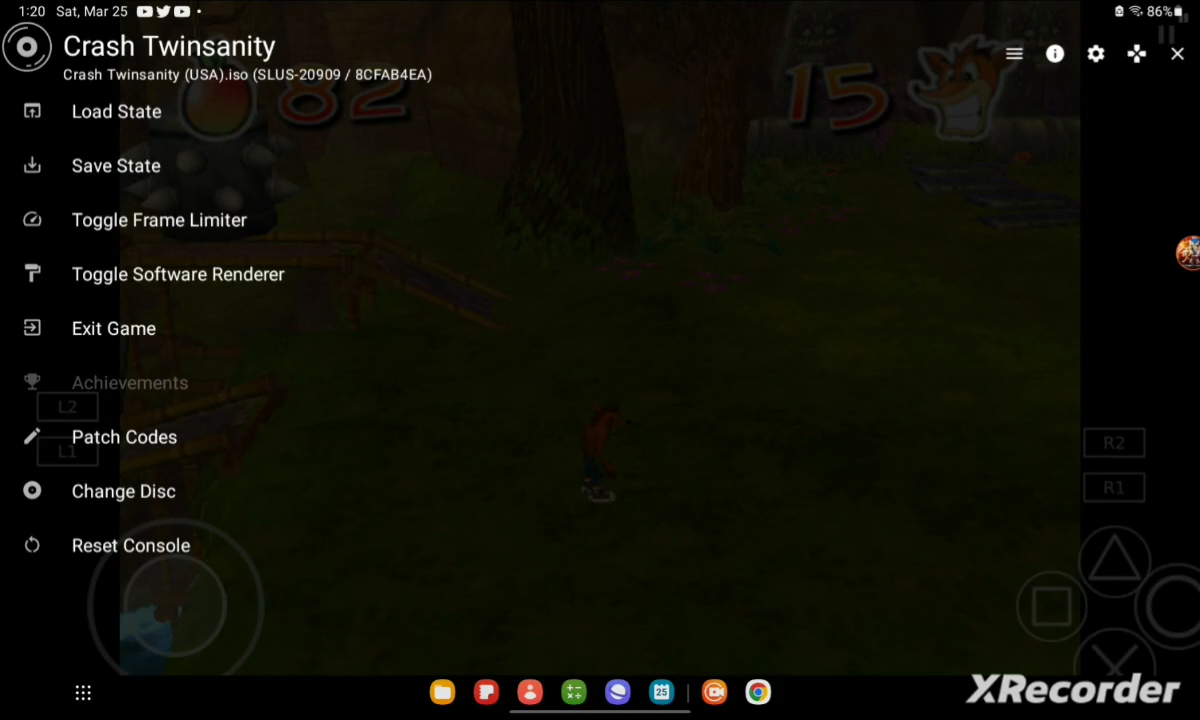 1:20 Sat, Mar 25
86%
Crash Twinsanity
Crash Twinsanity (USA).iso (SLUS-20909 / 8CFAB4EA)
82
15
Load State
Save State
Toggle Frame Limiter
Toggle Software Renderer
Exit Game
Achievements
L2
Patch Codes
L1
R2
Change Disc
R1
Reset Console
25
XRecorder